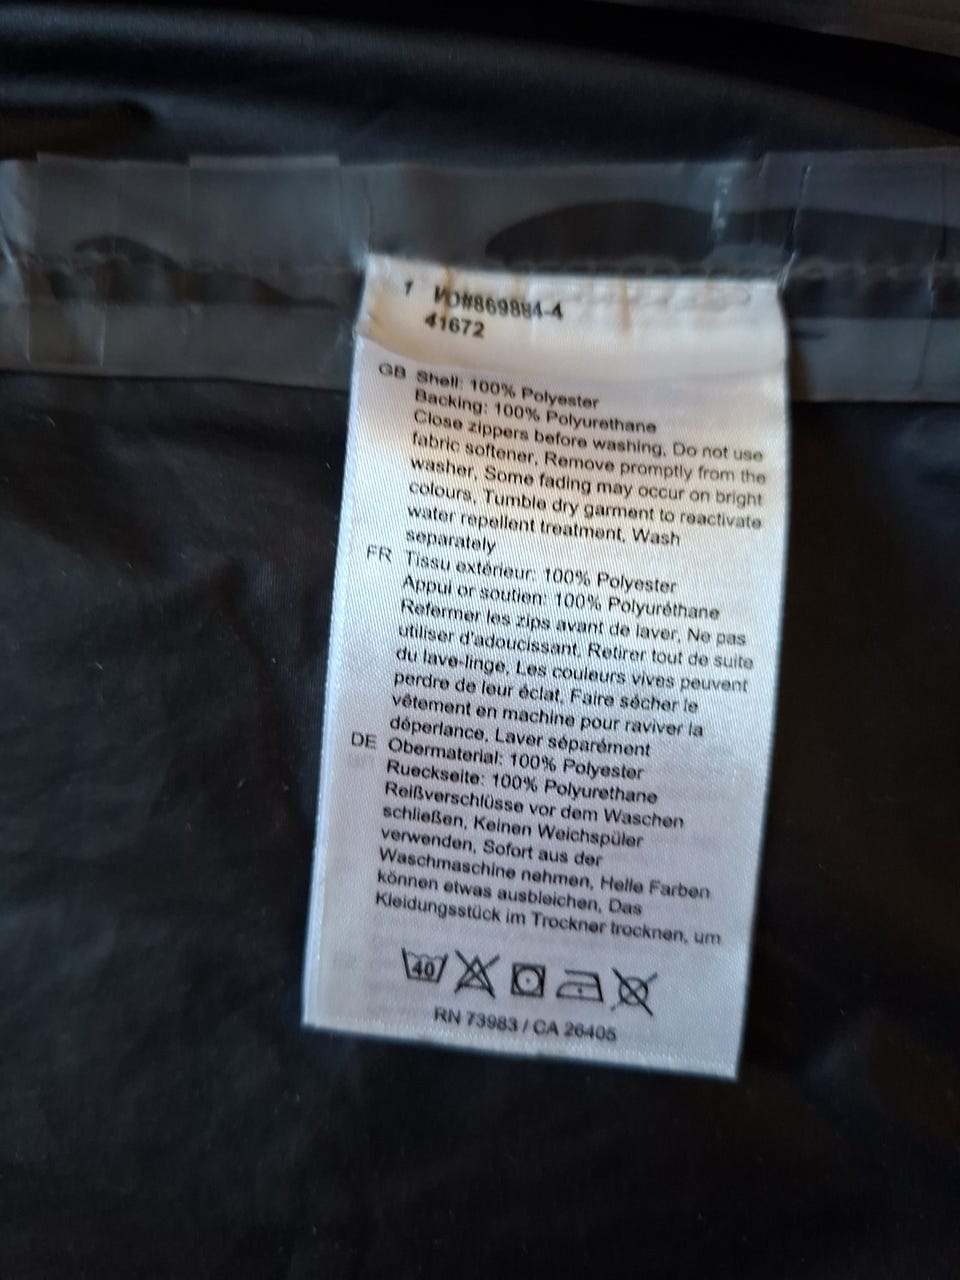 1 VO#869884-4
41672
GB Shell: 100% Polyester
Backing: 100% Polyurethane
Close zippers before washing, Do not use
fabric softener, Remove promptly from the
washer, Some fading may occur on bright
colours, Tumble dry garment to reactivate
water repellent treatment, Wash
separately
FR Tissu extérieur: 100% Polyester
Appui or soutien: 100% Polyuréthane
Refermer les zips avant de laver, Ne pas
utiliser d'adoucissant, Retirer tout de suite
du lave-linge, Les couleurs vives peuvent
perdre de leur éclat, Faire sécher le
vêtement en machine pour raviver la
déperlance, Laver séparément
DE Obermaterial: 100% Polyester
Rueckseite: 100% Polyurethane
Reißverschlüsse vor dem Waschen
schließen, Keinen Weichspüler
verwenden, Sofort aus der
Waschmaschine nehmen, Helle Farben
können etwas ausbleichen, Das
Kleidungsstück im Trockner trocknen, um
40
RN 73983 / CA 26405